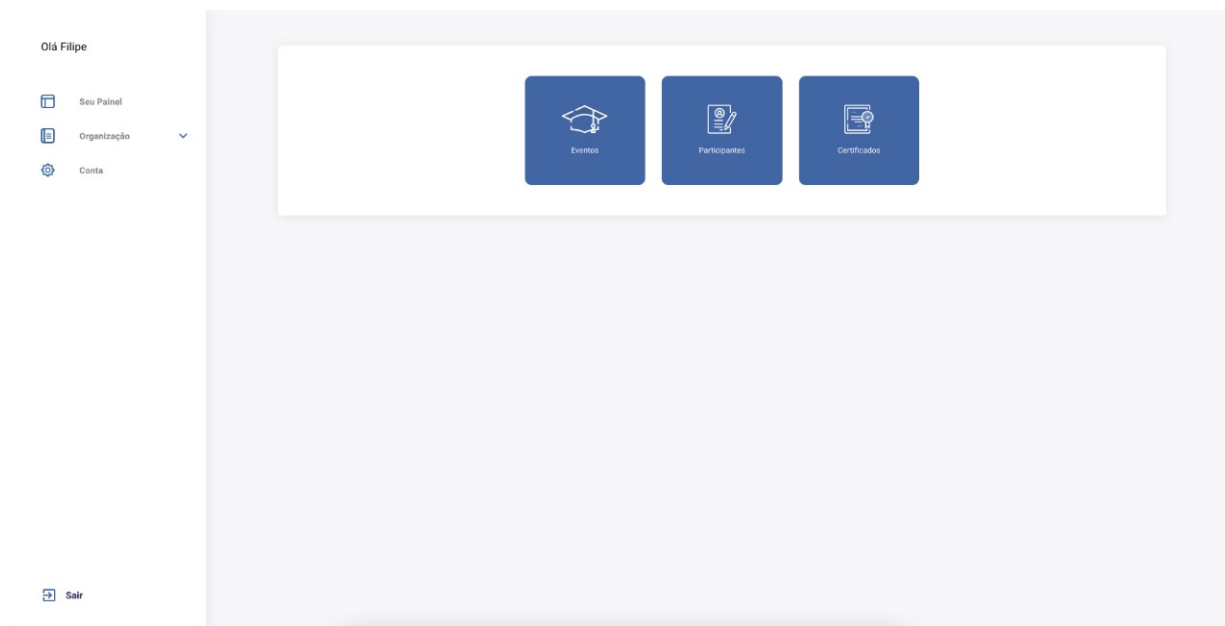 Olá Filipe
Seu Painel
Organização
Conta
Eventos
Participantes
Certificados
Sair